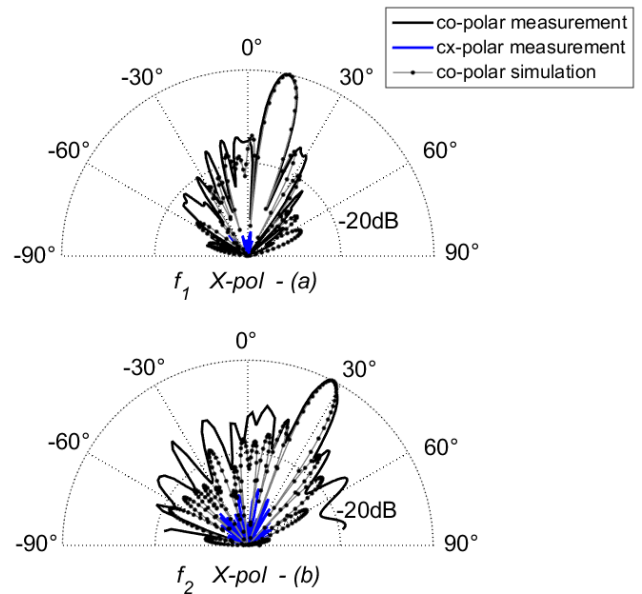 co-polar measurement
cx-polar measurement
co-polar simulation
0°
-30°
30°
-60°
60°
-20dB
-90°
90°
f1 X-pol - (a)
0°
-30°
30°
-60°
60°
-20dB
-90°
90°
f2 X-pol - (b)